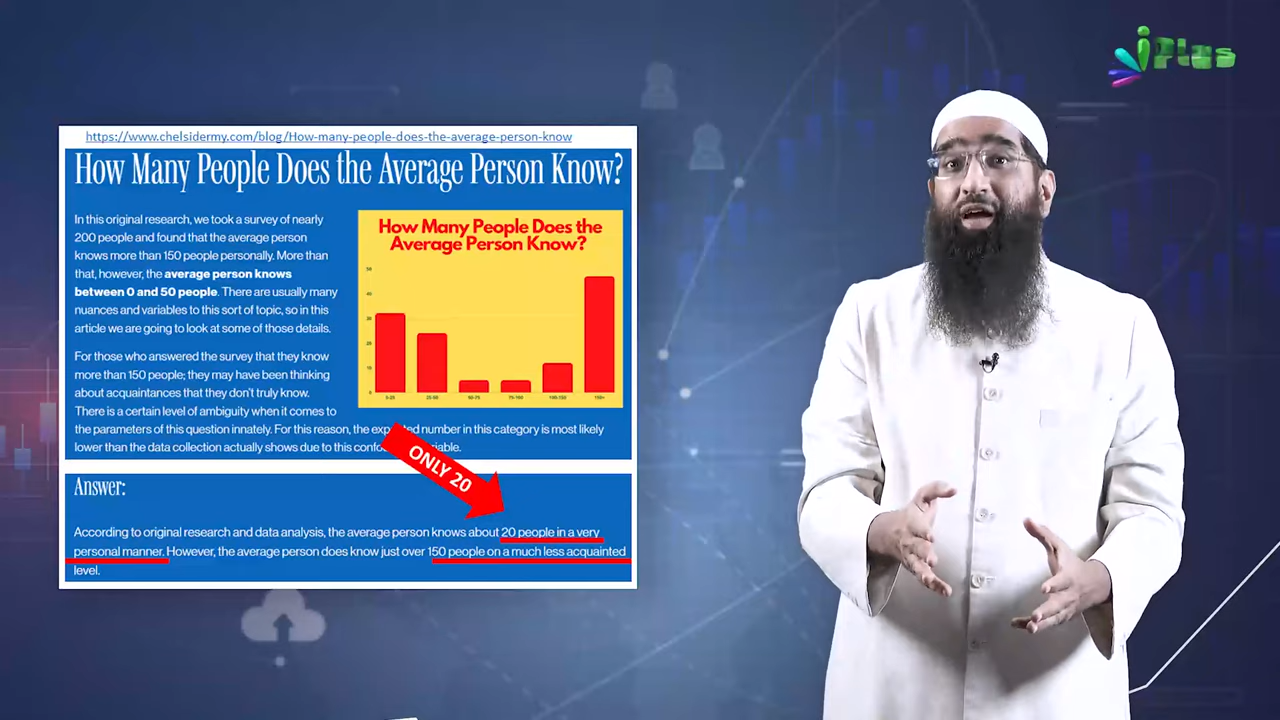 iPlus
https://www.chelsidermy.com/blog/How-many-people-does-the-average-person-know
How Many People Does the Average Person Know?
In this original research, we took a survey of nearly
200 people and found that the average person
knows more than 150 people personally. More than
that, however, the average person knows
between 0 and 50 people. There are usually many
nuances and variables to this sort of topic, so in this
article we are going to look at some of those details.
For those who answered the survey that they know
more than 150 people; they may have been thinking
about acquaintances that they don't truly know.
There is a certain level of ambiguity when it comes to
the parameters of this question innately. For this reason, the number in this category is most likely
lower than the data collection actually shows due to this
How Many People Does the
Average Person Know?
50
40
30
20
10
0
150+
ONLY 20
Answer:
According to original research and data analysis, the average person knows about 20 people in a very
personal manner. However, the average person does know just over 150 people on a much less acquainted
level.